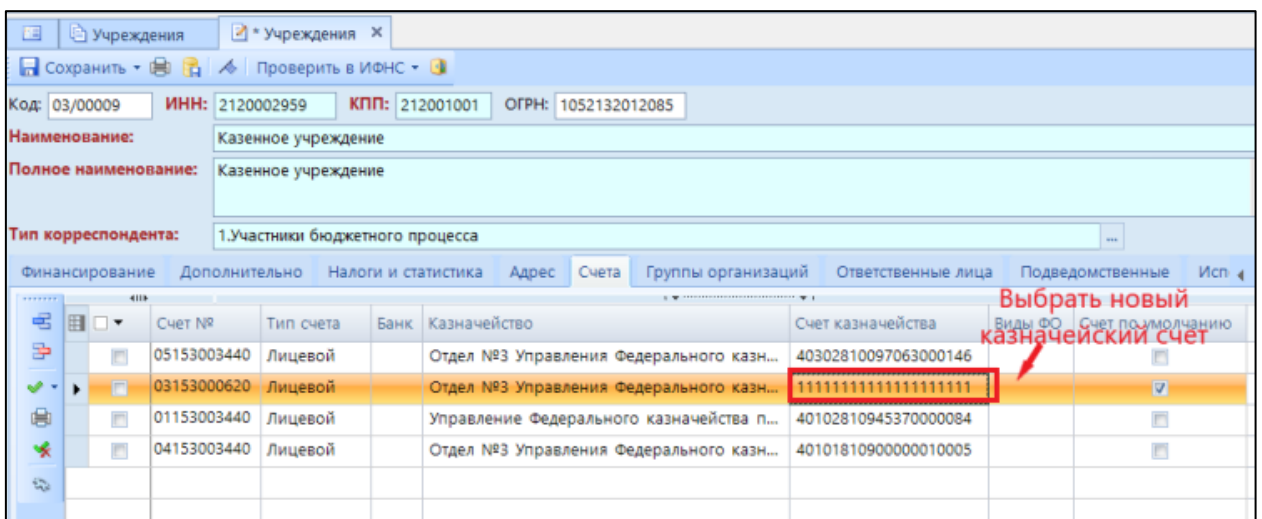 Учреждения * Учреждения
Сохранить Проверить в ИФНС
Код: 03/00009 ИНН: 2120002959 КПП: 212001001 ОГРН: 1052132012085
Наименование: Казенное учреждение
Полное наименование: Казенное учреждение
Тип корреспондента: 1.Участники бюджетного процесса ...
Финансирование Дополнительно Налоги и статистика Адрес Счета Группы организаций Ответственные лица Подведомственные Исп
Выбрать новый
казначейский счет
Счет № Тип счета Банк Казначейство Счет казначейства Виды ФО Счет по умолчанию
05153003440 Лицевой Отдел №3 Управления Федерального казн... 40302810097063000146
03153000620 Лицевой Отдел №3 Управления Федерального казн... 11111111111111111111
01153003440 Лицевой Управление Федерального казначейства п... 40102810945370000084
04153003440 Лицевой Отдел №3 Управления Федерального казн... 40101810900000010005